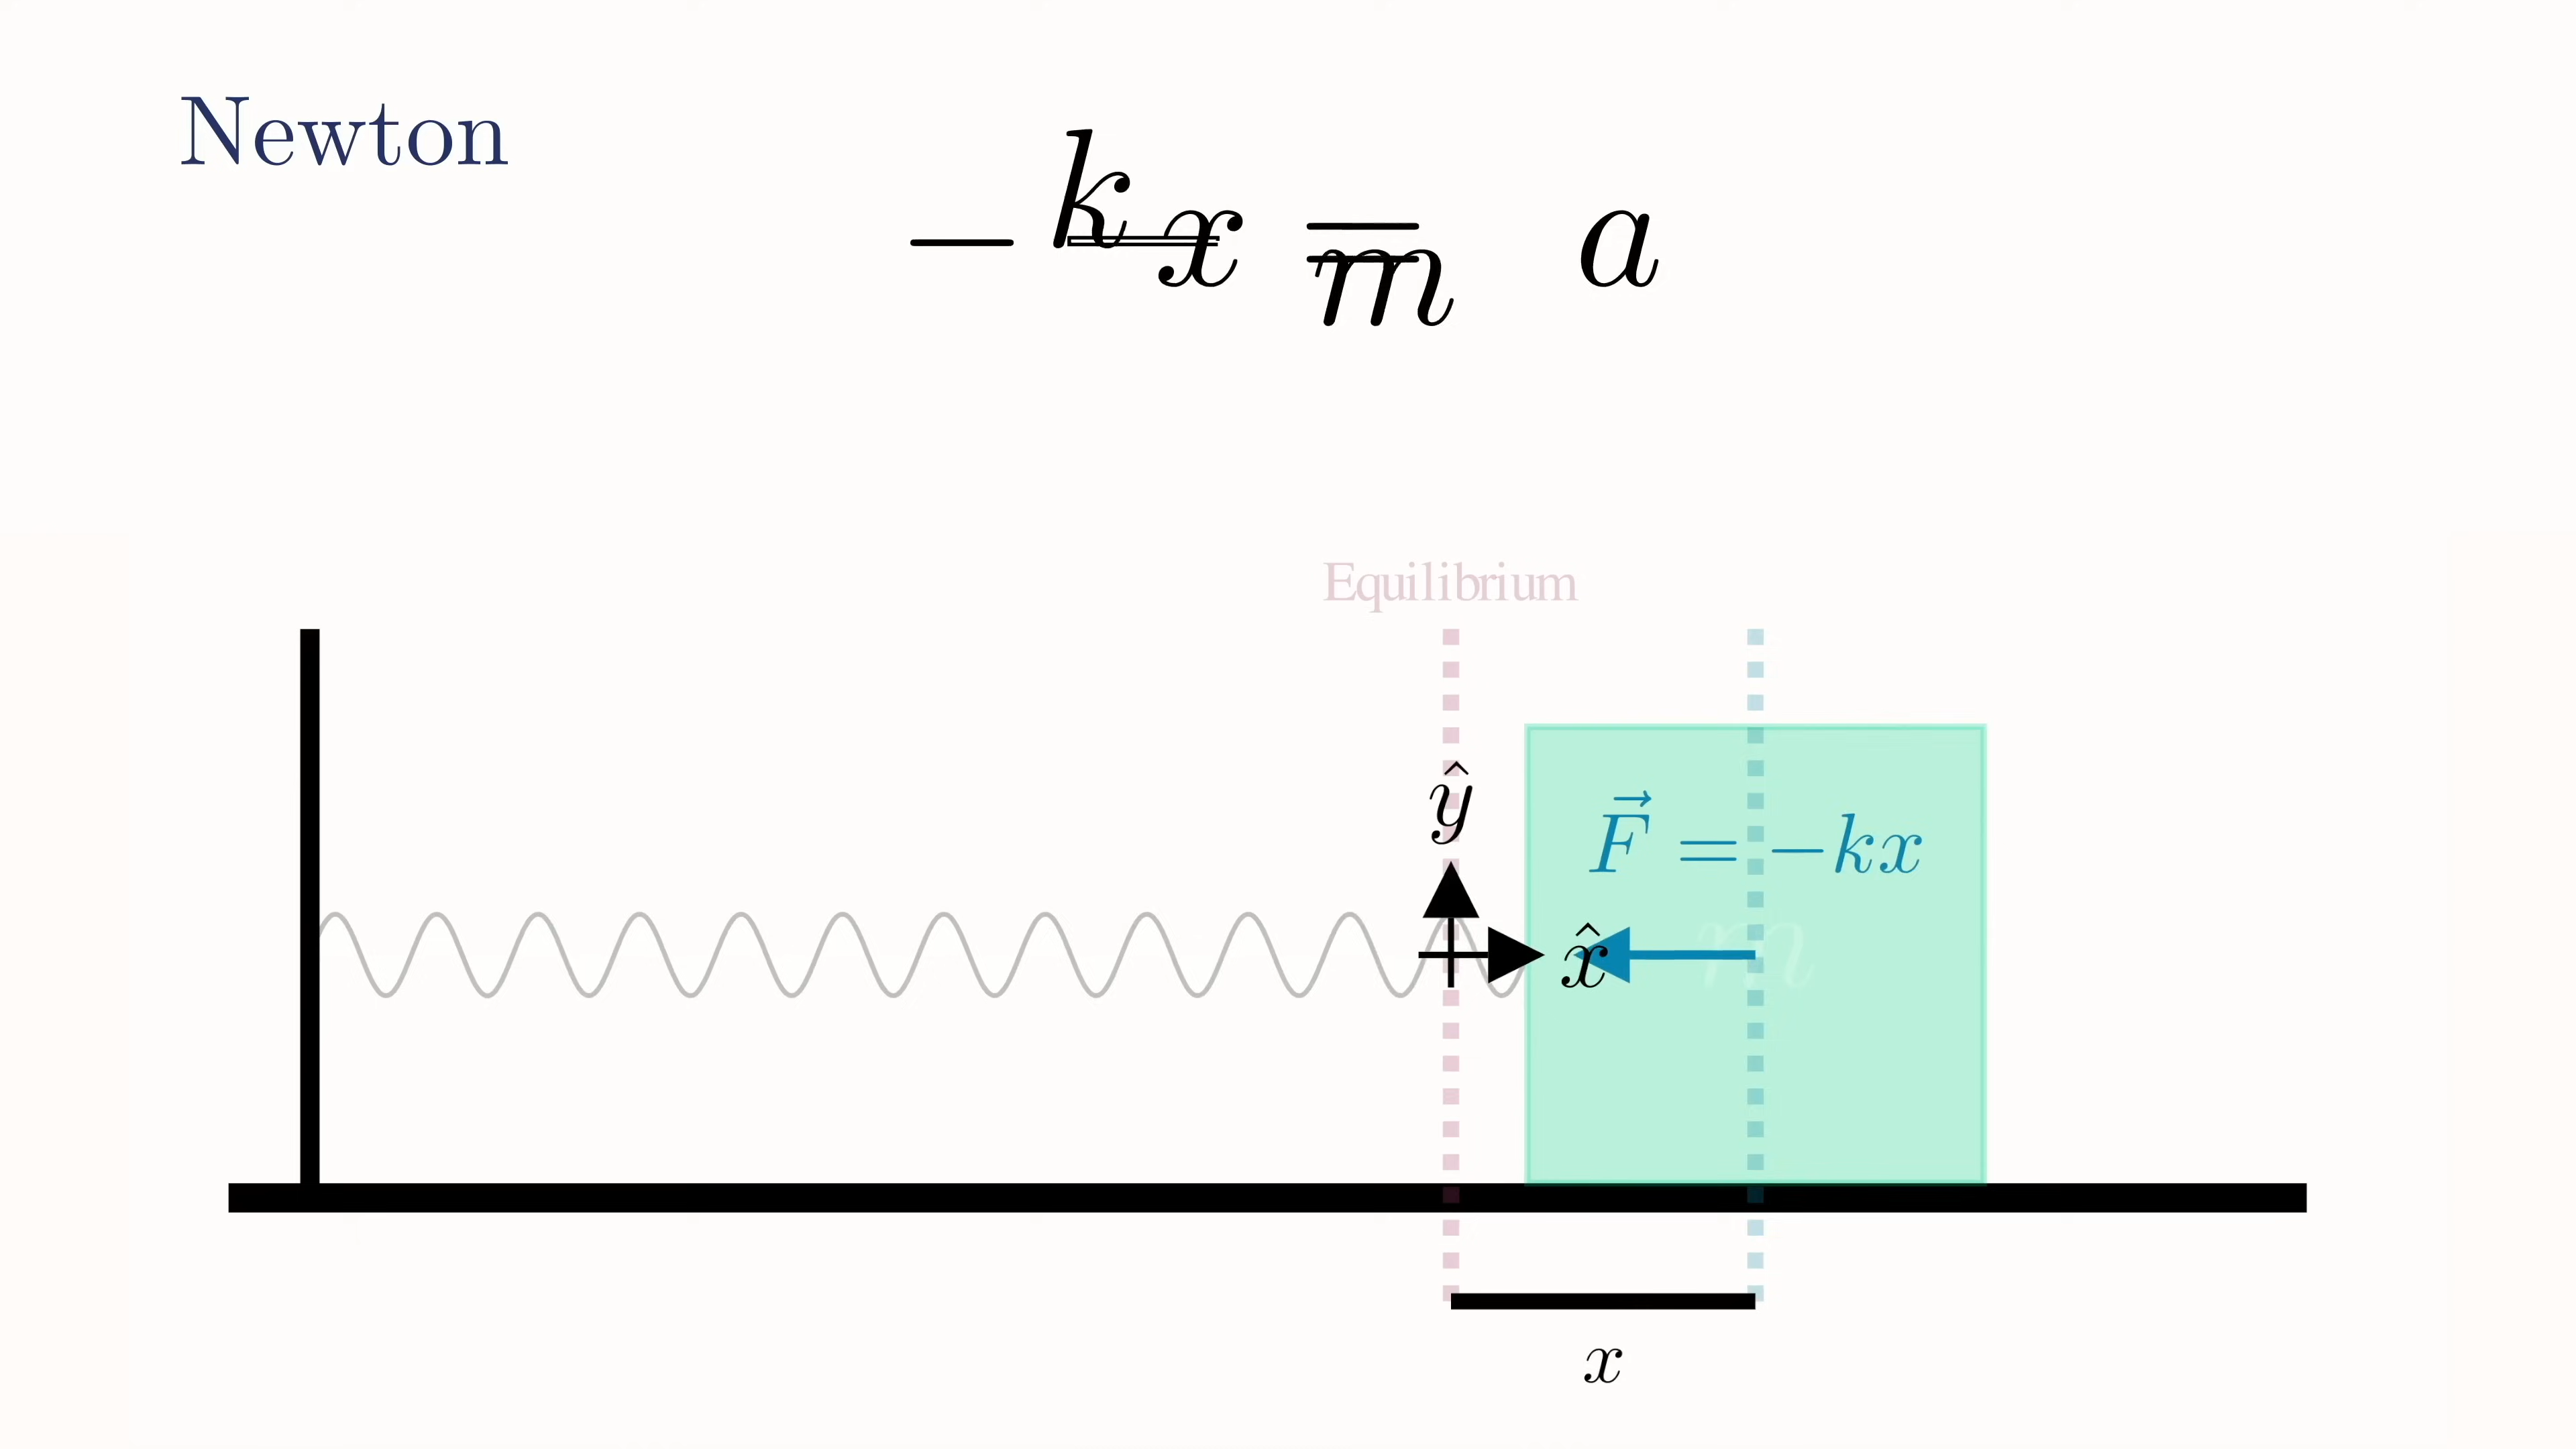 Newton
−kx = m a
Equilibrium
ŷ
F⃗ = −kx
x̂
m
x